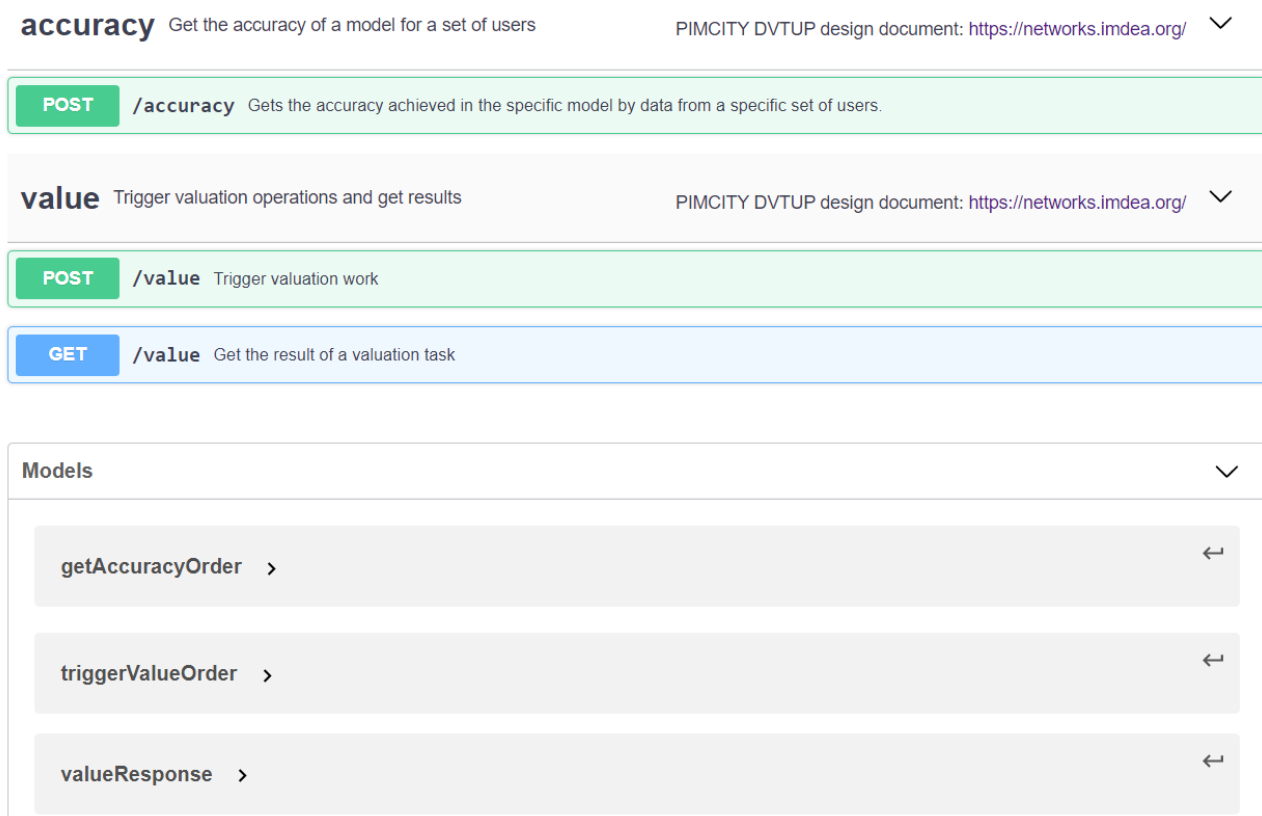 accuracy Get the accuracy of a model for a set of users PIMCITY DVTUP design document: https://networks.imdea.org/
POST /accuracy Gets the accuracy achieved in the specific model by data from a specific set of users.
value Trigger valuation operations and get results PIMCITY DVTUP design document: https://networks.imdea.org/
POST /value Trigger valuation work
GET /value Get the result of a valuation task
Models
getAccuracyOrder
triggerValueOrder
valueResponse